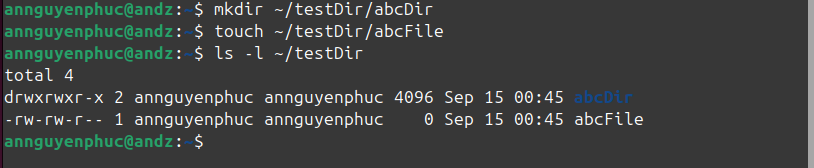 annguyenphuc@andz:~$ mkdir ~/testDir/abcDir
annguyenphuc@andz:~$ touch ~/testDir/abcFile
annguyenphuc@andz:~$ ls -l ~/testDir
total 4
drwxrwxr-x 2 annguyenphuc annguyenphuc 4096 Sep 15 00:45 abcDir
-rw-rw-r-- 1 annguyenphuc annguyenphuc    0 Sep 15 00:45 abcFile
annguyenphuc@andz:~$